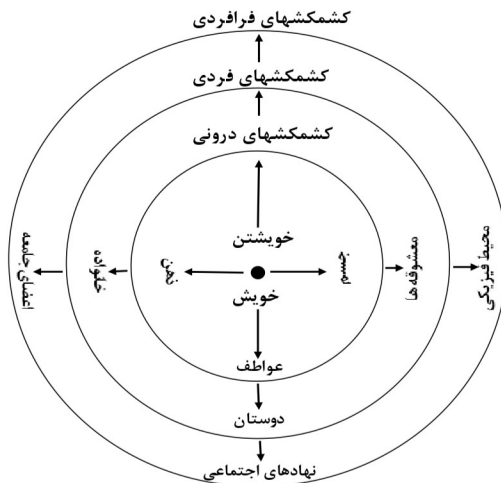 کشمکشهای فرافردی
کشمکشهای فردی
کشمکشهای درونی
خویشتن
محیط فیزیکی
معشوقه ها
جسم
ذهن
خانواده
اعضای جامعه
خویش
عواطف
دوستان
نهادهای اجتماعی